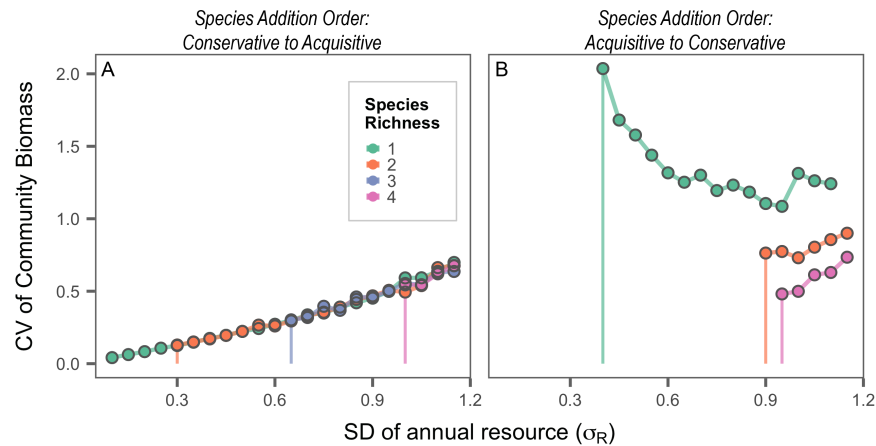 Species Addition Order:
Conservative to Acquisitive
Species Addition Order:
Acquisitive to Conservative
A
B
CV of Community Biomass
2.0
1.5
1.0
0.5
0.0
Species
Richness
1
2
3
4
0.3
0.6
0.9
1.2
0.3
0.6
0.9
1.2
SD of annual resource (σR)